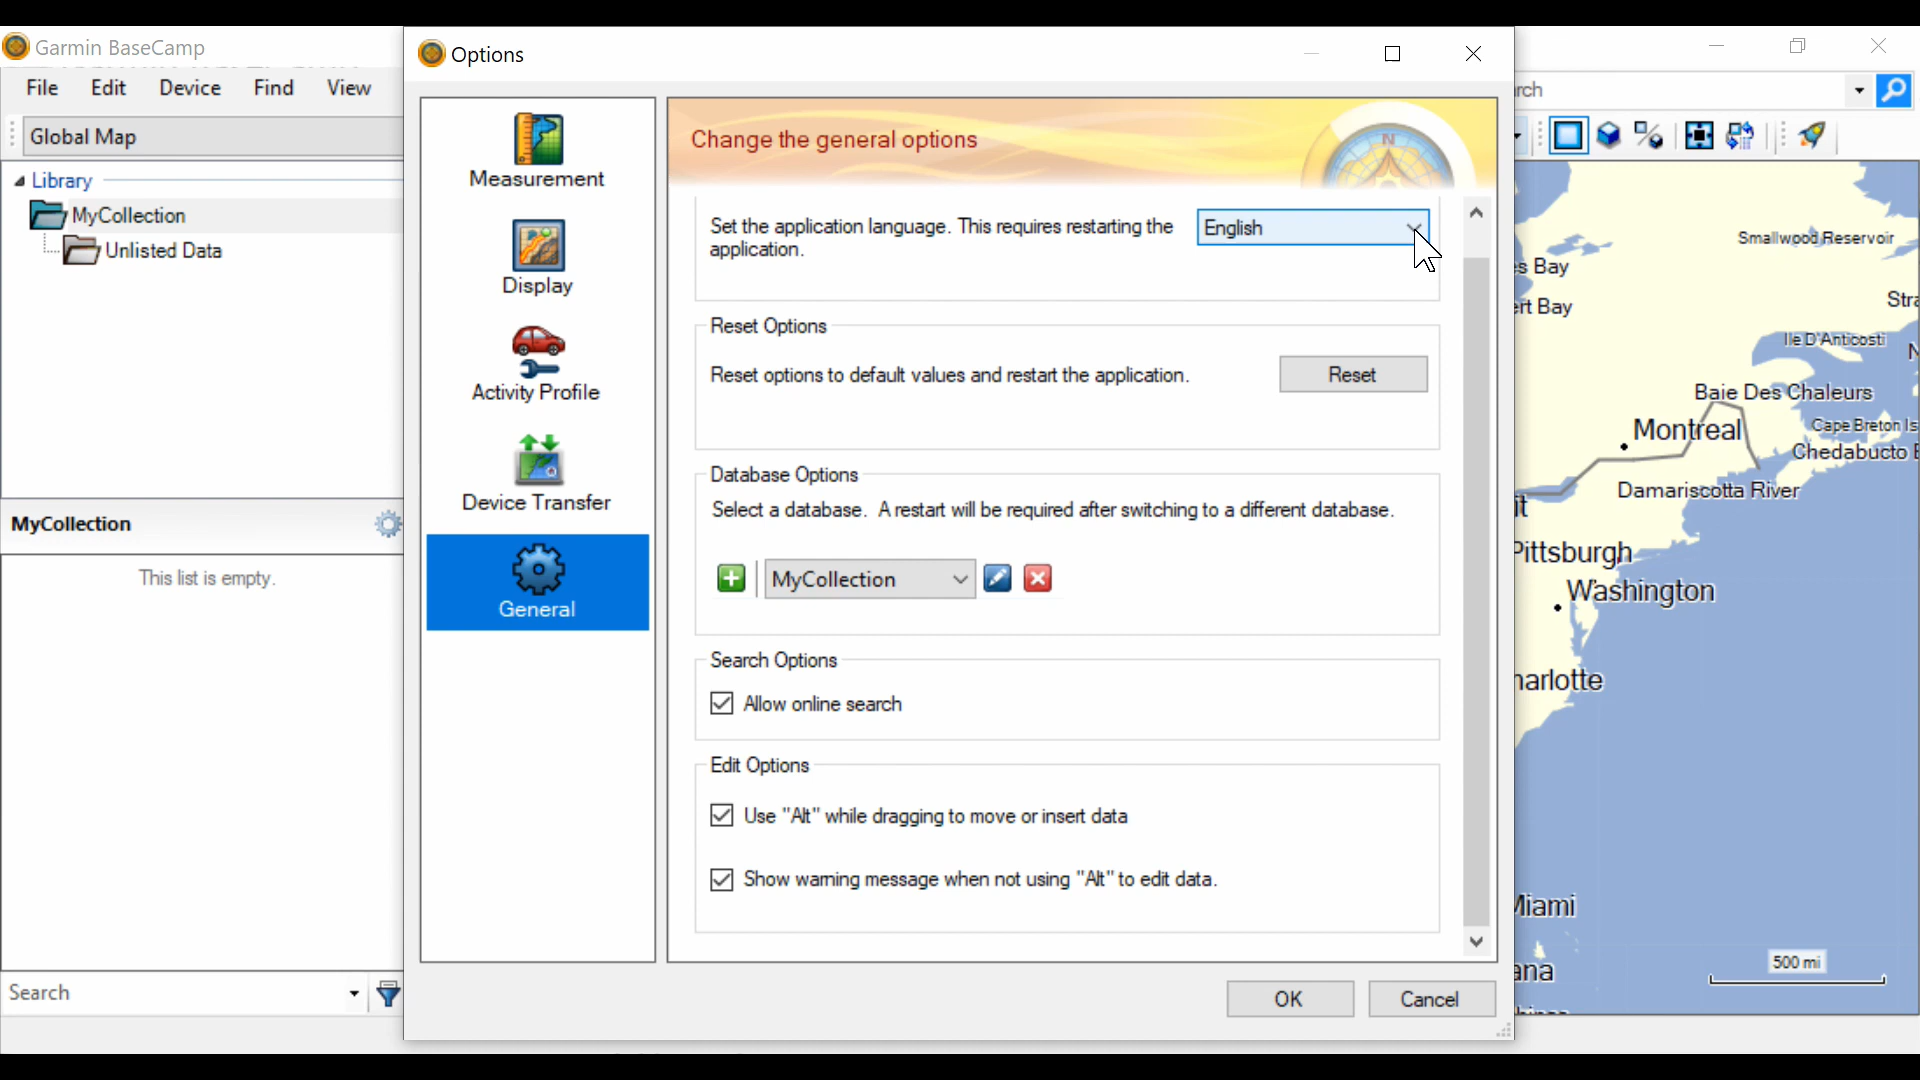 Garmin BaseCamp
File Edit Device Find View
Global Map
Library
MyCollection
Unlisted Data
MyCollection
This list is empty.
Search
Options
Measurement
Display
Activity Profile
Device Transfer
General
Change the general options
Set the application language. This requires restarting the
application.
English
Reset Options
Reset options to default values and restart the application.
Reset
Database Options
Select a database. A restart will be required after switching to a different database.
MyCollection
Search Options
Allow online search
Edit Options
Use "Alt" while dragging to move or insert data
Show warning message when not using "Alt" to edit data.
OK Cancel
rch
Smallwood Reservoir
s Bay
ert Bay
Stra
Ile D'Anticosti
N
Baie Des Chaleurs
Cape Breton Is
Montreal
Chedabucto B
Damariscotta River
it
Pittsburgh
Washington
harlotte
Miami
ana
500 mi